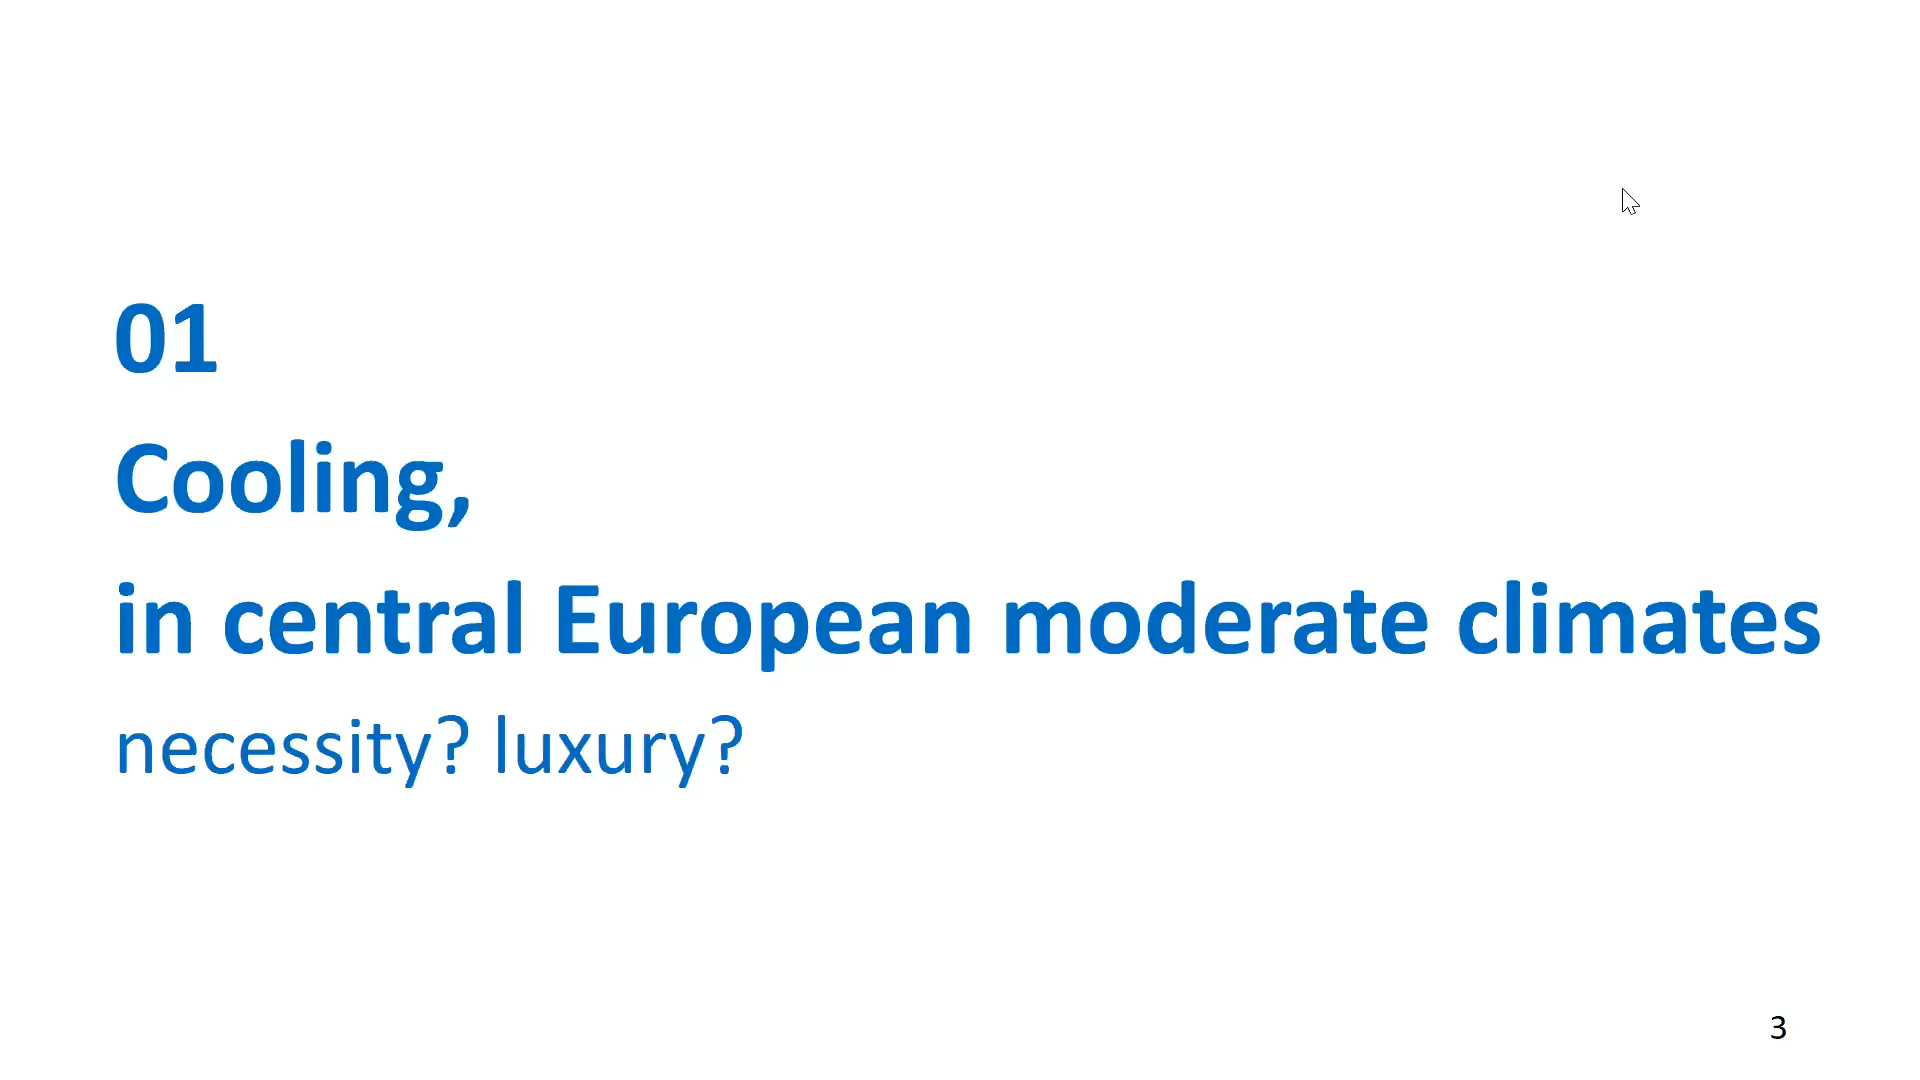 01
Cooling,
in central European moderate climates
necessity? luxury?
3